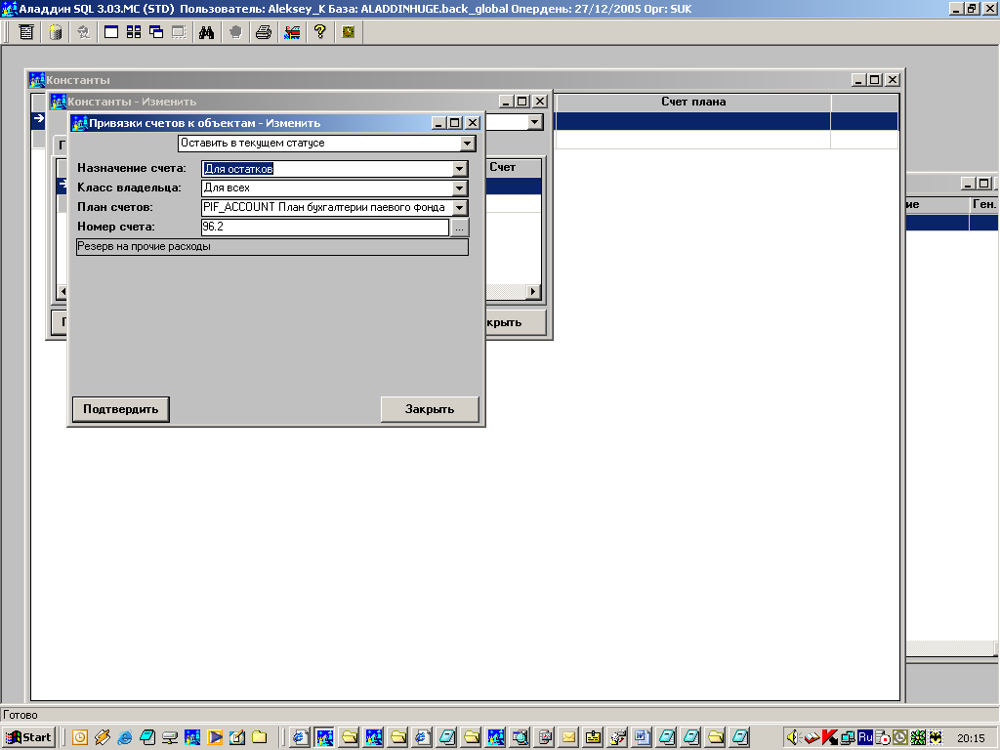 Аладдин SQL 3.03.MC (STD) Пользователь: Aleksey_K База: ALADDINHUGE.back_global Опердень: 27/12/2005 Орг: SUK
Константы
Константы - Изменить
Счет плана
Привязки счетов к объектам - Изменить
Оставить в текущем статусе
Назначение счета: Для остатков
Счет
Класс владельца: Для всех
План счетов: PIF_ACCOUNT План бухгалтерии паевого фонда
ие Ген.
Номер счета: 96.2 ...
Резерв на прочие расходы
крыть
Подтвердить Закрыть
Готово
Start Ru 20:15